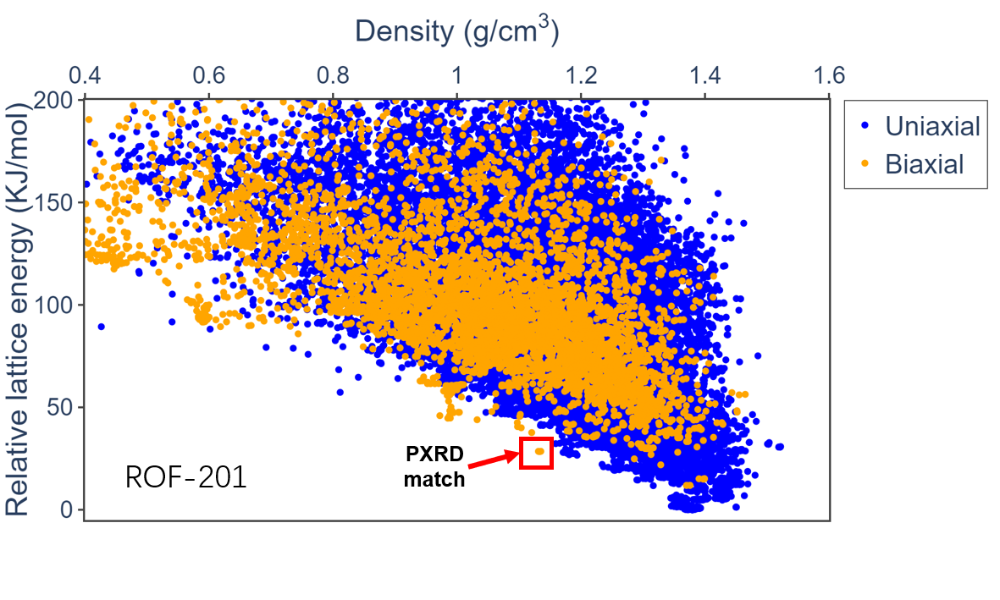 Density (g/cm³)
0.4 0.6 0.8 1 1.2 1.4 1.6
Relative lattice energy (KJ/mol)
200
150
100
50
0
Uniaxial
Biaxial
PXRD
match
ROF-201